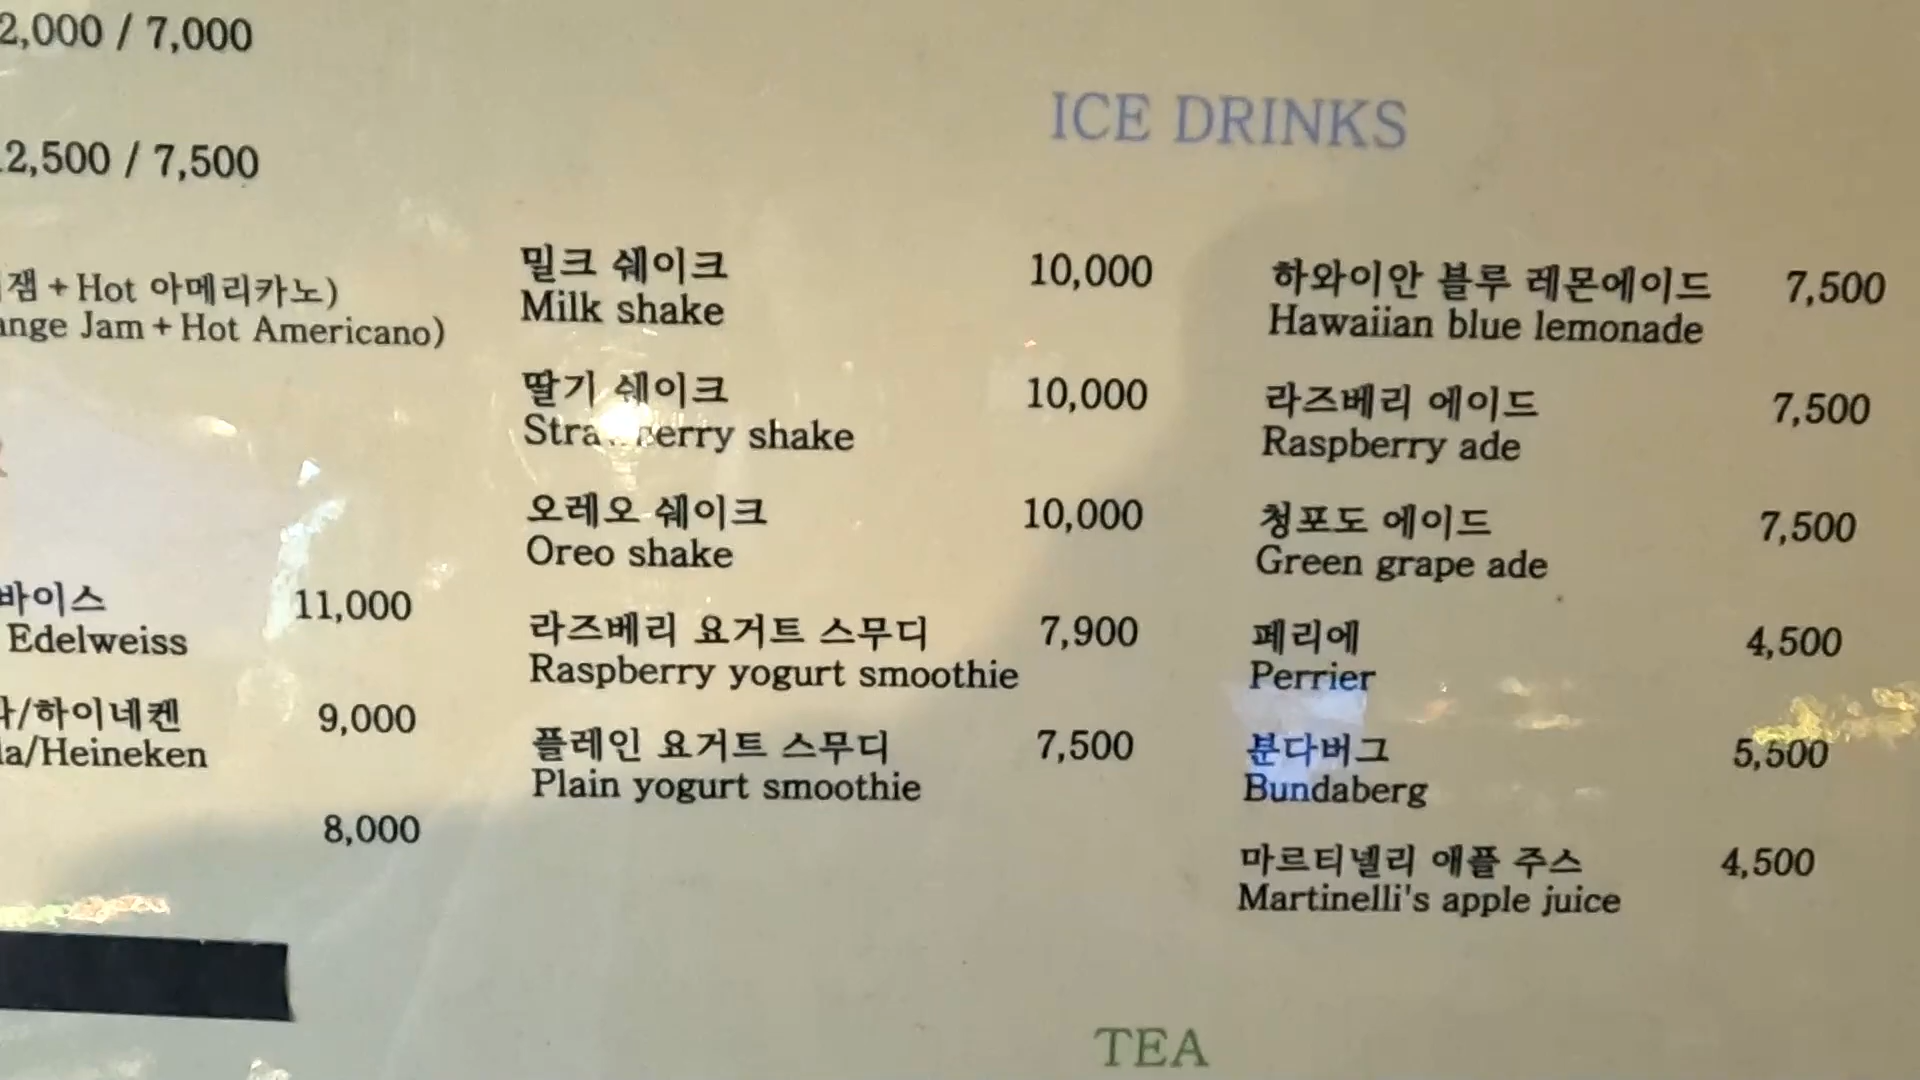 2,000 / 7,000
2,500 / 7,500
잼 + Hot 아메리카노)
ange Jam + Hot Americano)
바이스 11,000
Edelweiss
/하이네켄 9,000
la/Heineken
8,000
ICE DRINKS
밀크 쉐이크 10,000
Milk shake
딸기 쉐이크 10,000
Strawberry shake
오레오 쉐이크 10,000
Oreo shake
라즈베리 요거트 스무디 7,900
Raspberry yogurt smoothie
플레인 요거트 스무디 7,500
Plain yogurt smoothie
하와이안 블루 레몬에이드 7,500
Hawaiian blue lemonade
라즈베리 에이드 7,500
Raspberry ade
청포도 에이드 7,500
Green grape ade
페리에 4,500
Perrier
분다버그 5,500
Bundaberg
마르티넬리 애플 주스 4,500
Martinelli's apple juice
TEA